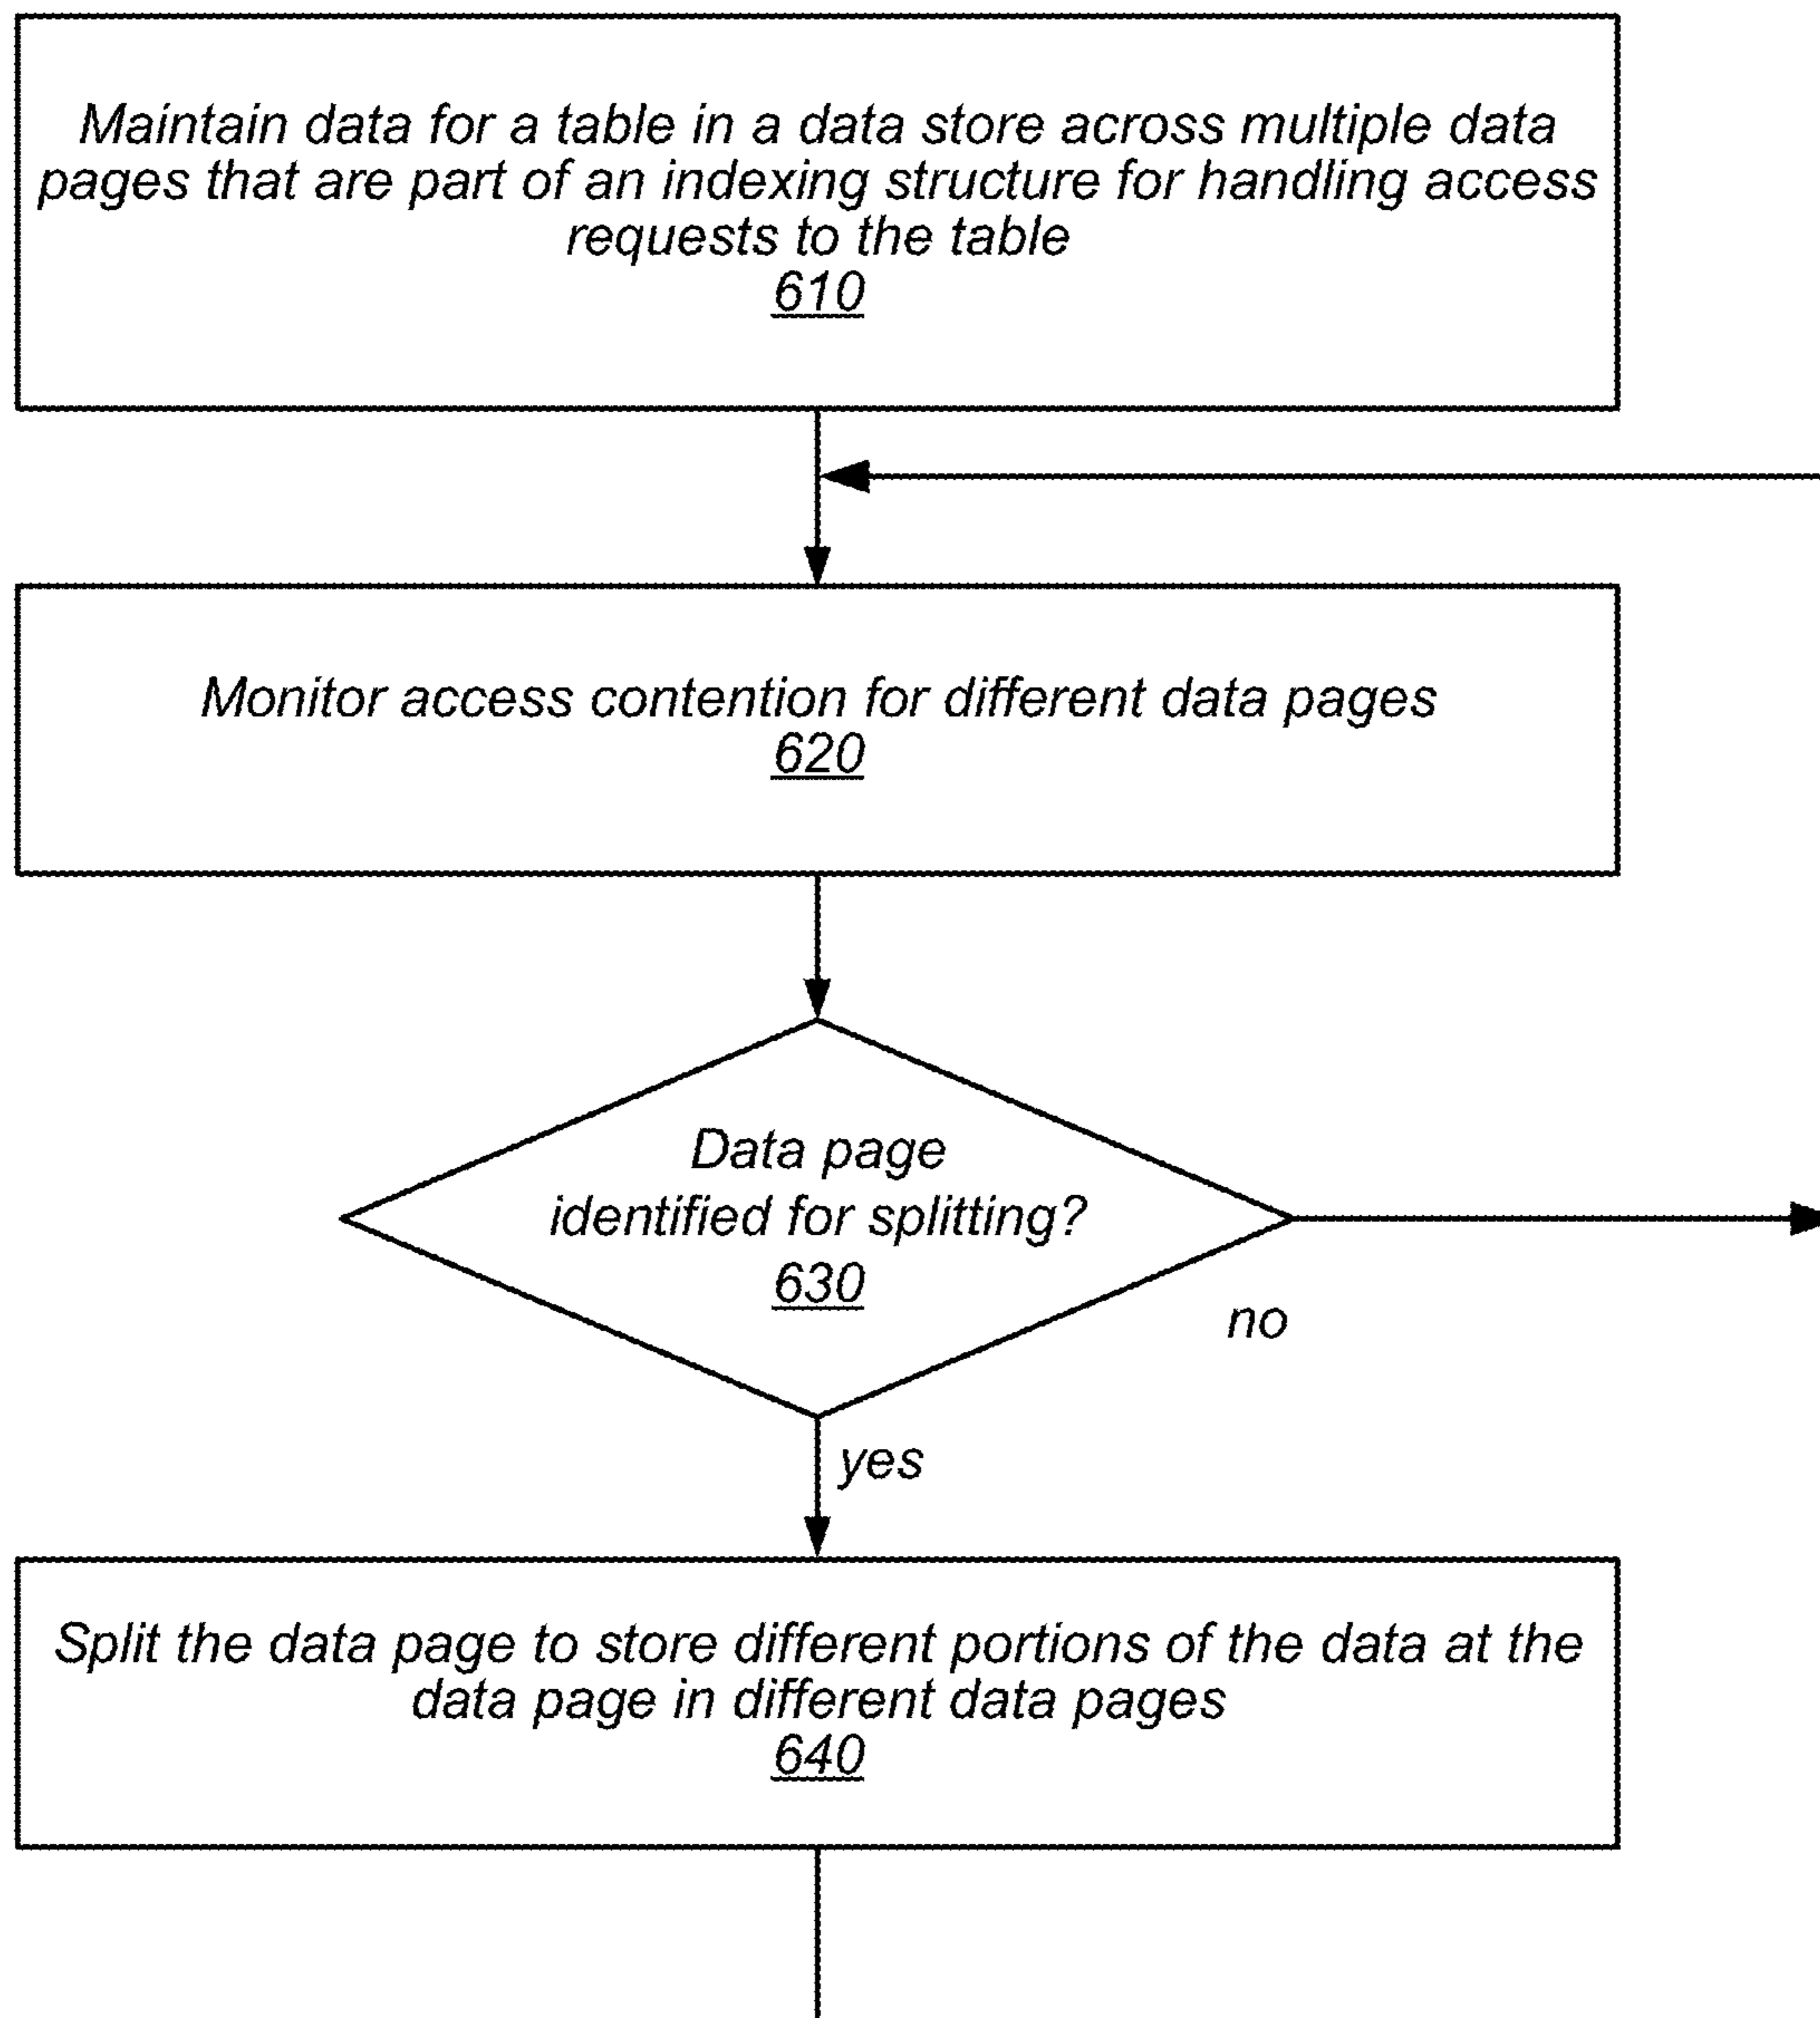 Maintain data for a table in a data store across multiple data
pages that are part of an indexing structure for handling access
requests to the table
610
Monitor access contention for different data pages
620
Data page
identified for splitting?
630
no
yes
Split the data page to store different portions of the data at the
data page in different data pages
640